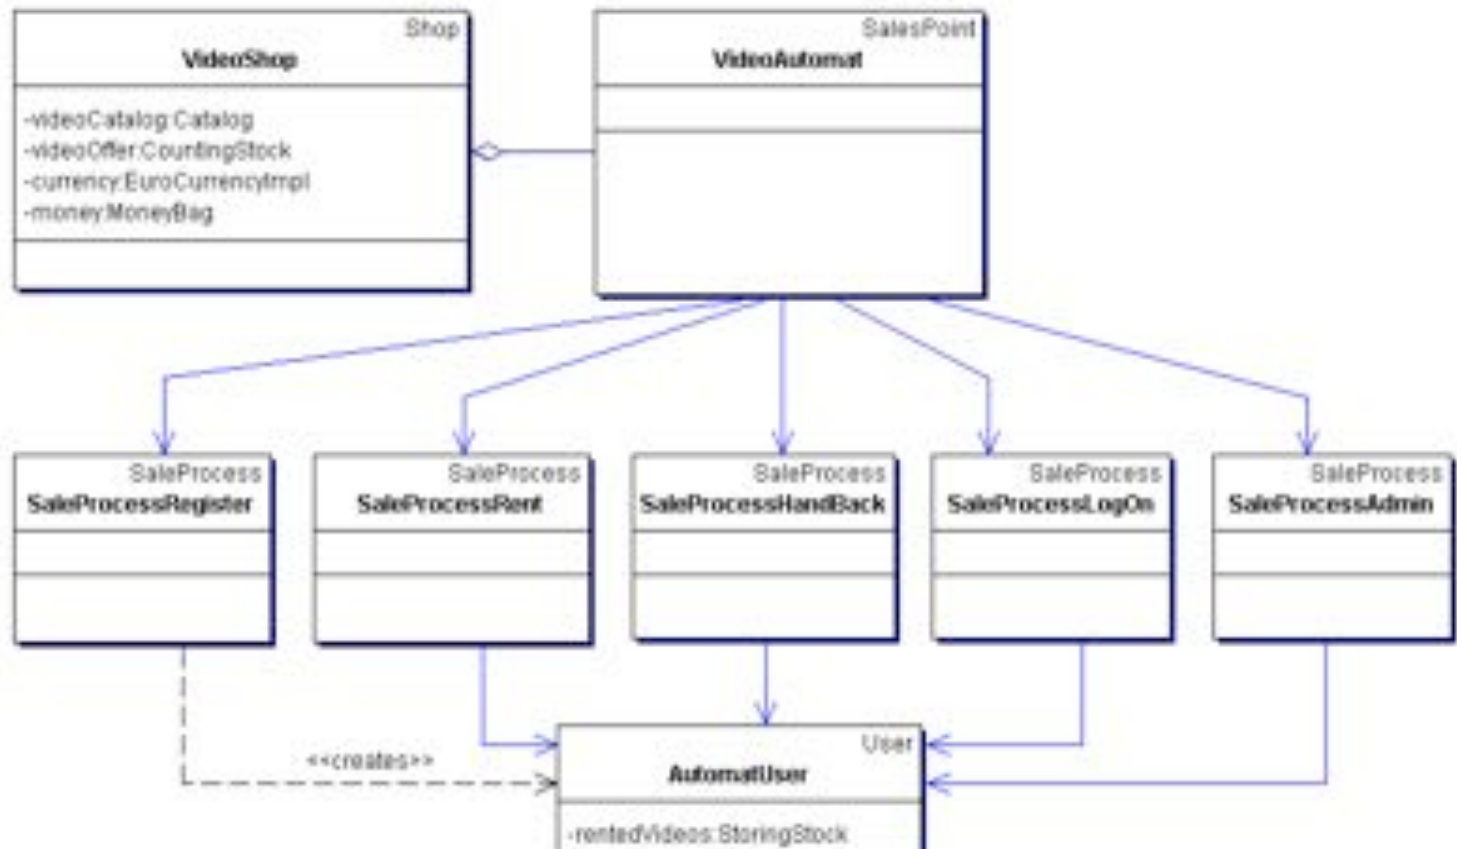 Shop
VideoShop
-videoCatalog:Catalog
-videoOffer:CountingStock
-currency:EuroCurrencyImpl
-money:MoneyBag
SalesPoint
VideoAutomat
SaleProcess
SaleProcessRegister
SaleProcess
SaleProcessRent
SaleProcess
SaleProcessHandBack
SaleProcess
SaleProcessLogOn
SaleProcess
SaleProcessAdmin
<<creates>>
User
AutomatUser
-rentedVideos:StoringStock